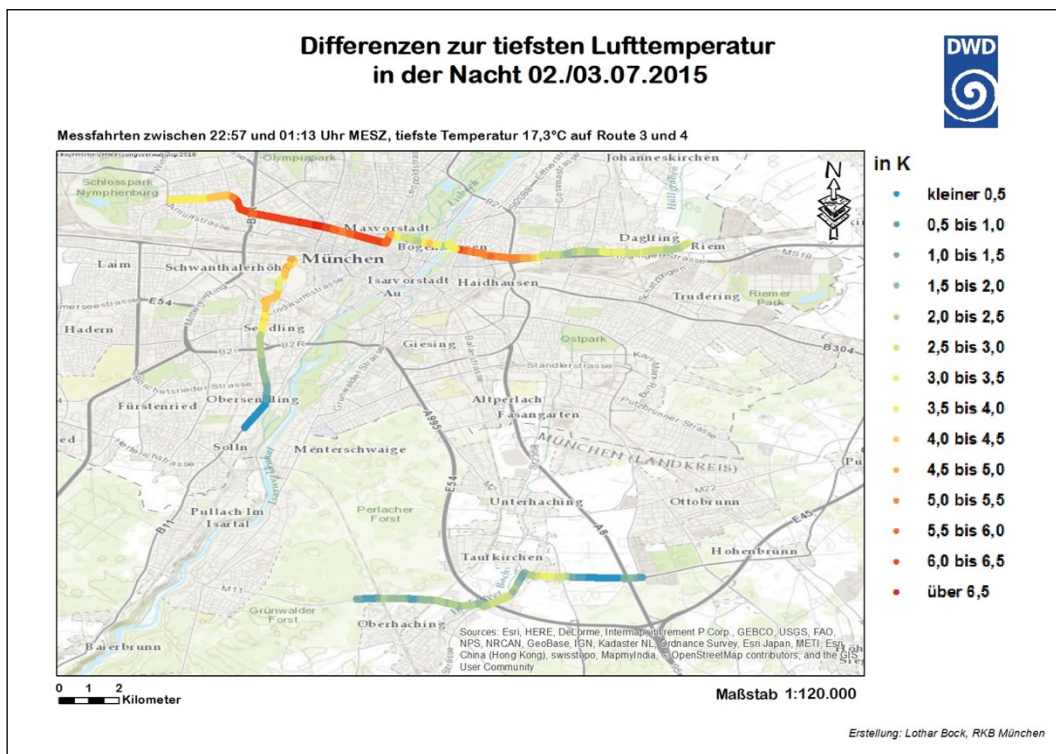 Differenzen zur tiefsten Lufttemperatur
in der Nacht 02./03.07.2015
DWD
Messfahrten zwischen 22:57 und 01:13 Uhr MESZ, tiefste Temperatur 17,3°C auf Route 3 und 4
in K
kleiner 0,5
0,5 bis 1,0
1,0 bis 1,5
1,5 bis 2,0
2,0 bis 2,5
2,5 bis 3,0
3,0 bis 3,5
3,5 bis 4,0
4,0 bis 4,5
4,5 bis 5,0
5,0 bis 5,5
5,5 bis 6,0
6,0 bis 6,5
über 6,5
N
Olympiapark
Johanneskirchen
Schlosspark
Nymphenburg
Arnulfstrasse
Maxvorstadt
Daglfing
Riem
MS18
Laim
Schwanthalerhöhe
München
Isarvorstadt
Au
Haidhausen
Trudering
Riemer Park
E54
Hadern
Sendling
B2R
Giesing
Ostpark
B304
Ständlerstrasse
Putzbrunner-Strasse
Fürstenried
Obersendling
Altperlach
Fasangarten
A995
Solln
Menterschwaige
MÜNCHEN (LANDKREIS)
Unterhaching
Ottobrunn
E54
Pullach Im
Isartal
Perlacher
Forst
B11
A8
E45
Taufkirchen
Hohenbrunn
M11
Grünwalder
Forst
Oberhaching
Baierbrunn
Sources: Esri, HERE, DeLorme, Intermap, increment P Corp., GEBCO, USGS, FAO,
NPS, NRCAN, GeoBase, IGN, Kadaster NL, Ordnance Survey, Esri Japan, METI, Esri
China (Hong Kong), swisstopo, MapmyIndia, © OpenStreetMap contributors, and the GIS
User Community
0 1 2
Kilometer
Maßstab 1:120.000
Erstellung: Lothar Bock, RKB München